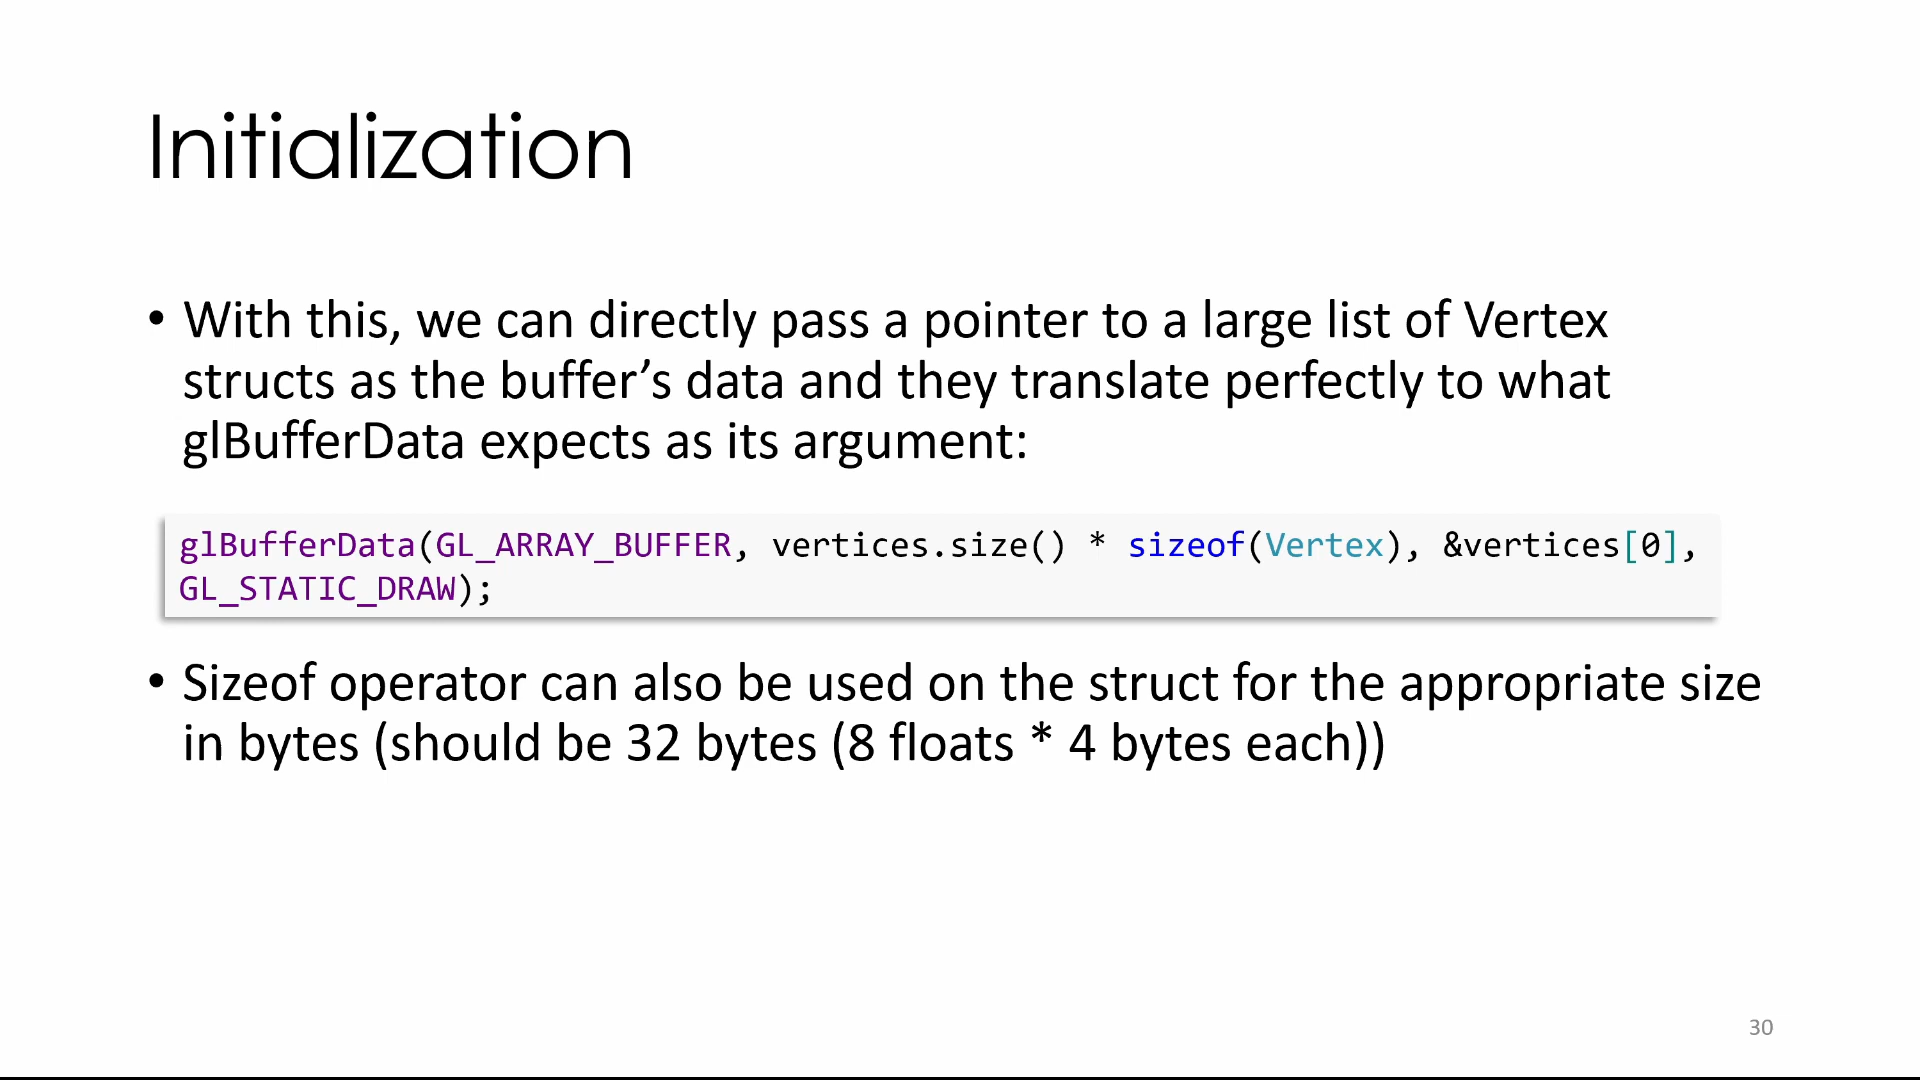 Initialization
• With this, we can directly pass a pointer to a large list of Vertex
structs as the buffer’s data and they translate perfectly to what
glBufferData expects as its argument:
glBufferData(GL_ARRAY_BUFFER, vertices.size() * sizeof(Vertex), &vertices[0],
GL_STATIC_DRAW);
• Sizeof operator can also be used on the struct for the appropriate size
in bytes (should be 32 bytes (8 floats * 4 bytes each))
30